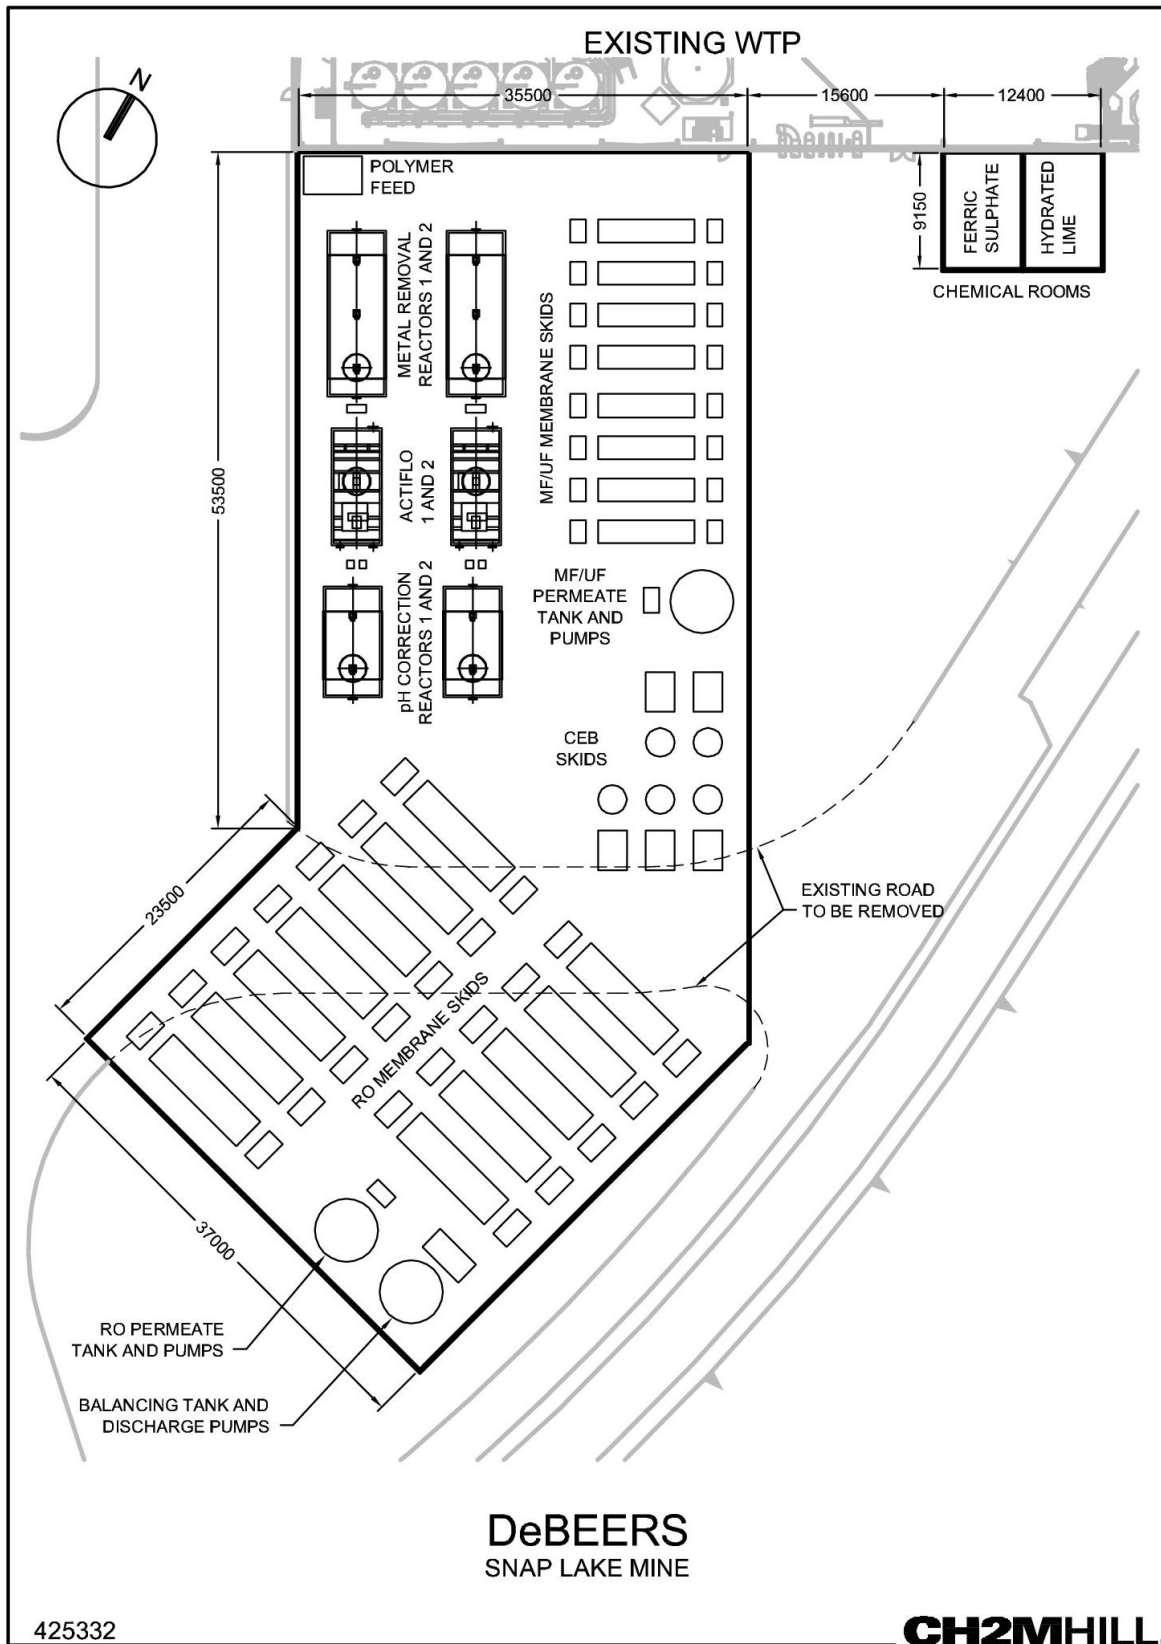 EXISTING WTP
N
35500
15600
12400
POLYMER
FEED
METAL REMOVAL
REACTORS 1 AND 2
MF/UF MEMBRANE SKIDS
9150
FERRIC
SULPHATE
HYDRATED
LIME
CHEMICAL ROOMS
53500
ACTIFLO
1 AND 2
pH CORRECTION
REACTORS 1 AND 2
MF/UF
PERMEATE
TANK AND
PUMPS
CEB
SKIDS
23500
EXISTING ROAD
TO BE REMOVED
RO MEMBRANE SKIDS
37000
RO PERMEATE
TANK AND PUMPS
BALANCING TANK AND
DISCHARGE PUMPS
DeBEERS
SNAP LAKE MINE
425332
CH2MHILL